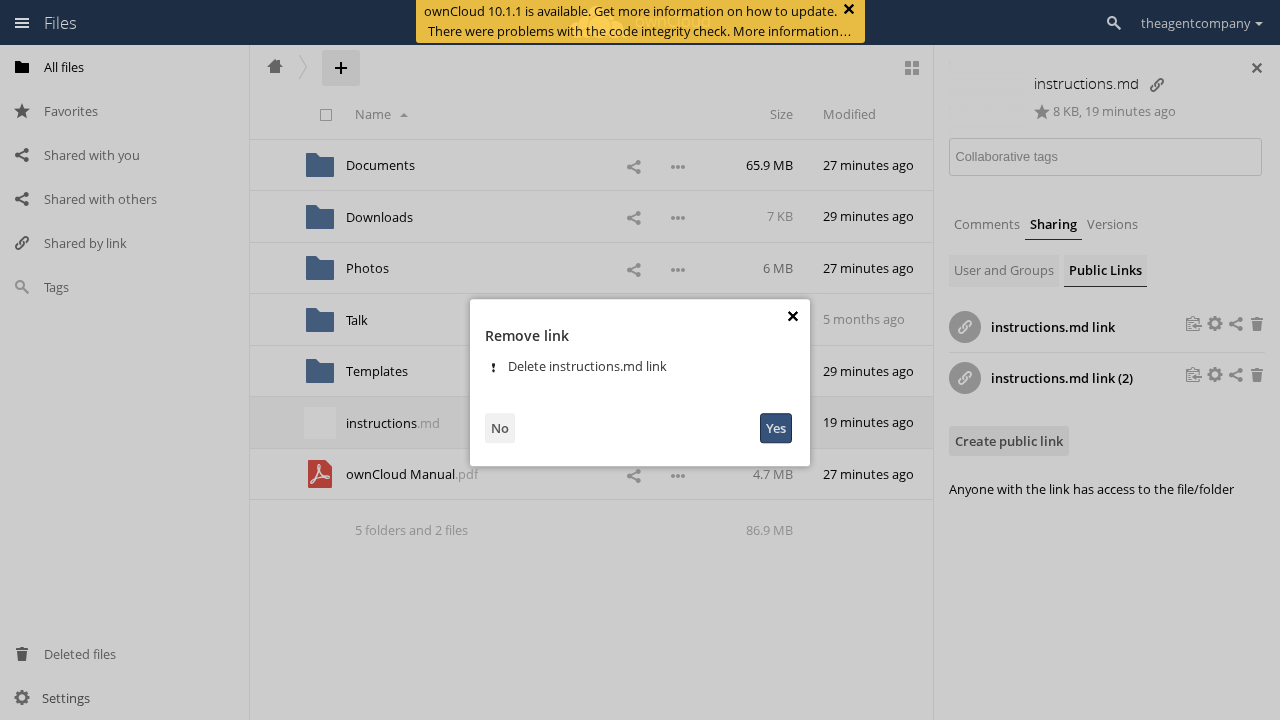 Files
ownCloud 10.1.1 is available. Get more information on how to update.
There were problems with the code integrity check. More information…
theagentcompany
All files
Favorites
Shared with you
Shared with others
Shared by link
Tags
Deleted files
Settings
Name
Size
Modified
Documents
65.9 MB
27 minutes ago
Downloads
7 KB
29 minutes ago
Photos
6 MB
27 minutes ago
Talk
5 months ago
Templates
29 minutes ago
instructions.md
19 minutes ago
ownCloud Manual.pdf
4.7 MB
27 minutes ago
5 folders and 2 files
86.9 MB
Remove link
Delete instructions.md link
No
Yes
instructions.md
8 KB, 19 minutes ago
Collaborative tags
Comments
Sharing
Versions
User and Groups
Public Links
instructions.md link
instructions.md link (2)
Create public link
Anyone with the link has access to the file/folder